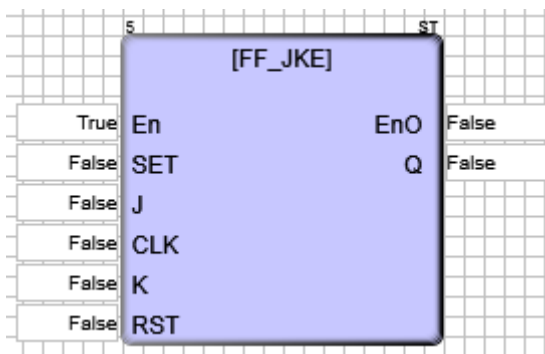 5 ST
[FF_JKE]
True En EnO False
False SET Q False
False J
False CLK
False K
False RST